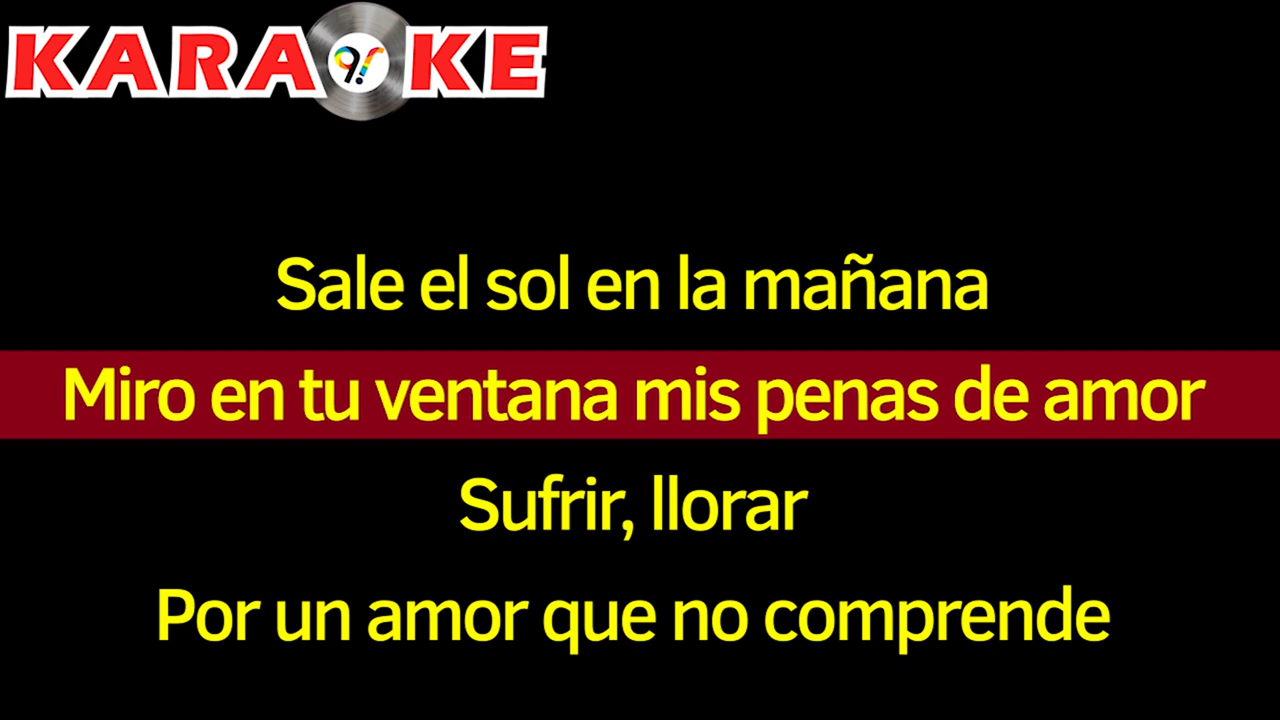 KARAOKE
Sale el sol en la mañana
Miro en tu ventana mis penas de amor
Sufrir, llorar
Por un amor que no comprende